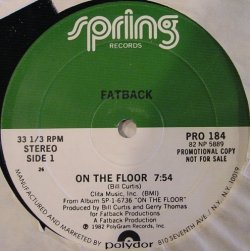 spring
RECORDS
FATBACK
33 1/3 RPM
STEREO
SIDE 1
26
PRO 184
82 NP 5889
PROMOTIONAL COPY
NOT FOR SALE
ON THE FLOOR 7:54
(Bill Curtis)
Clita Music, Inc. (BMI)
From Album SP-1-6736 "ON THE FLOOR"
Produced by Bill Curtis and Gerry Thomas
for Fatback Productions
A Fatback Production
℗ 1982 PolyGram Records, Inc.
MANUFACTURED AND MARKETED BY
polydor
810 SEVENTH AVE., N.Y., N.Y. 10019